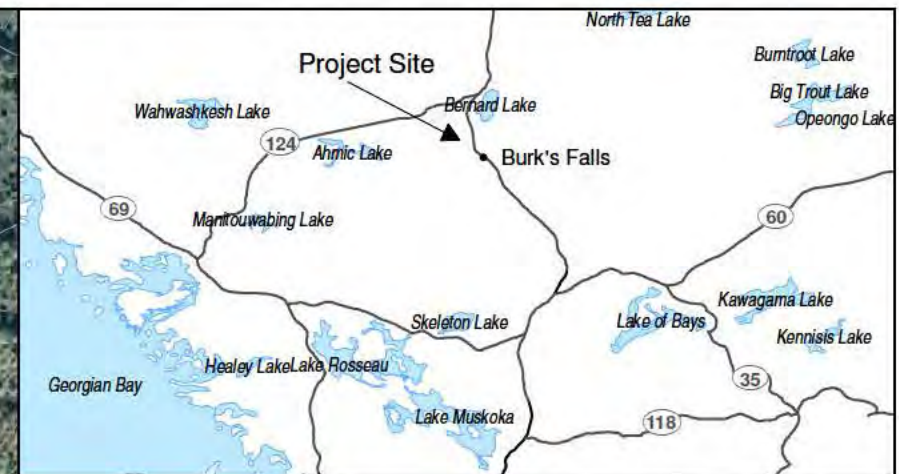 North Tea Lake
Burntroot Lake
Project Site
Big Trout Lake
Bernard Lake
Wahwashkesh Lake
Opeongo Lake
124
Ahmic Lake
Burk's Falls
69
60
Manitouwabing Lake
Kawagama Lake
Skeleton Lake
Lake of Bays
Kennisis Lake
Healey Lake
Lake Rosseau
Georgian Bay
35
Lake Muskoka
118